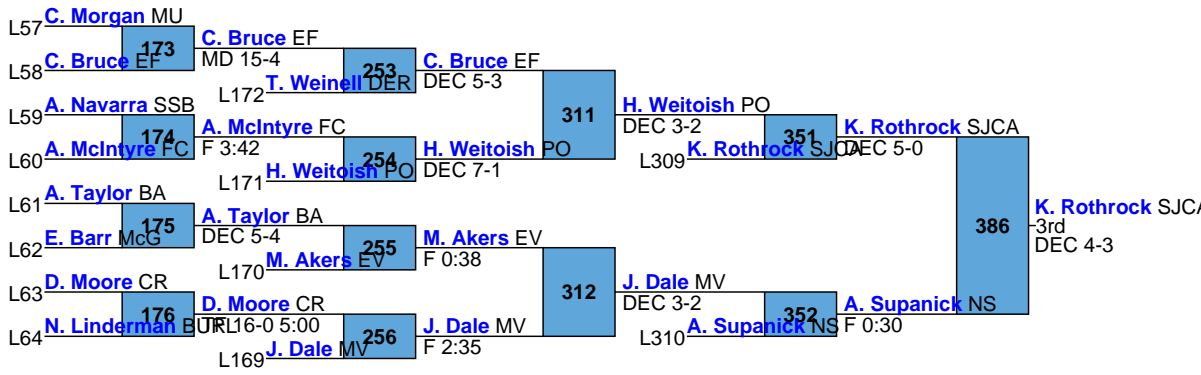 L57 C. Morgan MU
L58 C. Bruce EF
173
C. Bruce EF
MD 15-4
L172 T. Weinell DER
253
C. Bruce EF
DEC 5-3
L59 A. Navarra SSB
L60 A. McIntyre FC
174
A. McIntyre FC
F 3:42
L171 H. Weitoish PO
254
H. Weitoish PO
DEC 7-1
311
H. Weitoish PO
DEC 3-2
L309 K. Rothrock SJCA
351
K. Rothrock SJCA
DEC 5-0
L61 A. Taylor BA
L62 E. Barr McG
175
A. Taylor BA
DEC 5-4
L170 M. Akers EV
255
M. Akers EV
F 0:38
L63 D. Moore CR
L64 N. Linderman BURL
176
D. Moore CR
TF 16-0 5:00
L169 J. Dale MV
256
J. Dale MV
F 2:35
312
J. Dale MV
DEC 3-2
L310 A. Supanick NS
352
A. Supanick NS
F 0:30
386
K. Rothrock SJCA
3rd
DEC 4-3